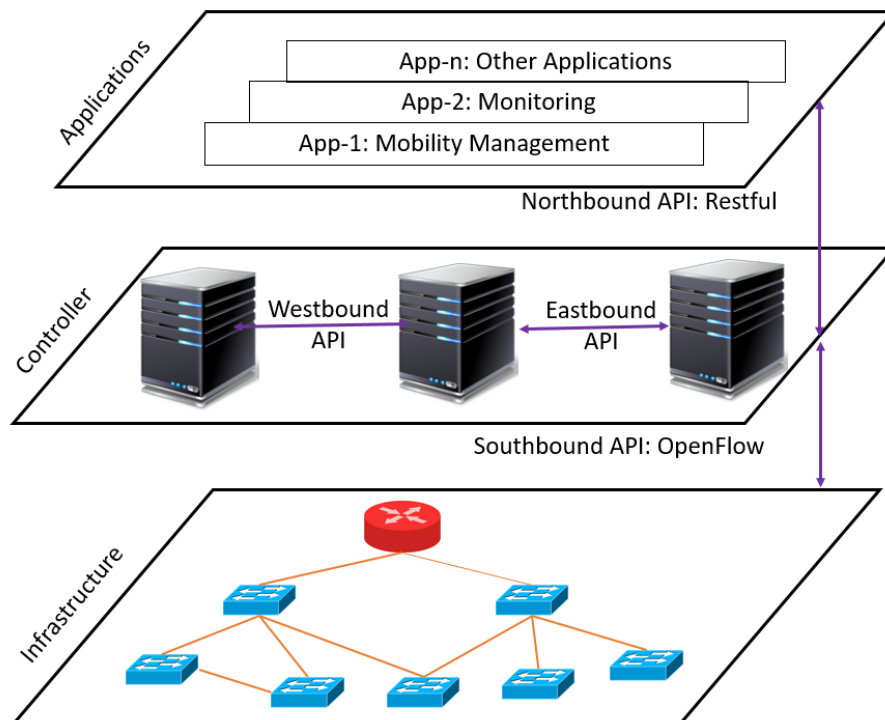 Applications
App-n: Other Applications
App-2: Monitoring
App-1: Mobility Management
Northbound API: Restful
Controller
Westbound
API
Eastbound
API
Southbound API: OpenFlow
Infrastructure